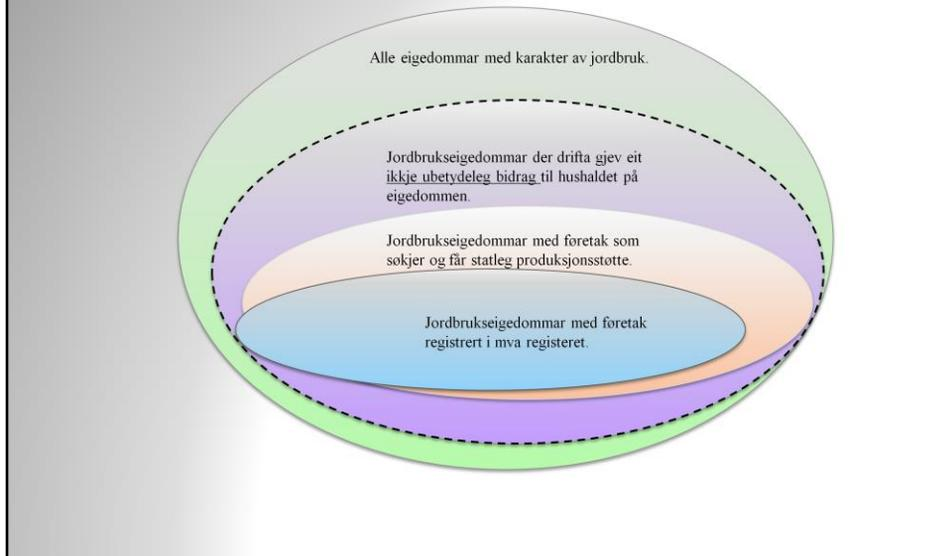 Alle eigedommar med karakter av jordbruk.
Jordbrukseigedommar der drifta gjev eit
ikkje ubetydeleg bidrag til hushaldet på
eigedommen.
Jordbrukseigedommar med føretak som
søkjer og får statleg produksjonsstøtte.
Jordbrukseigedommar med føretak
registrert i mva registeret.